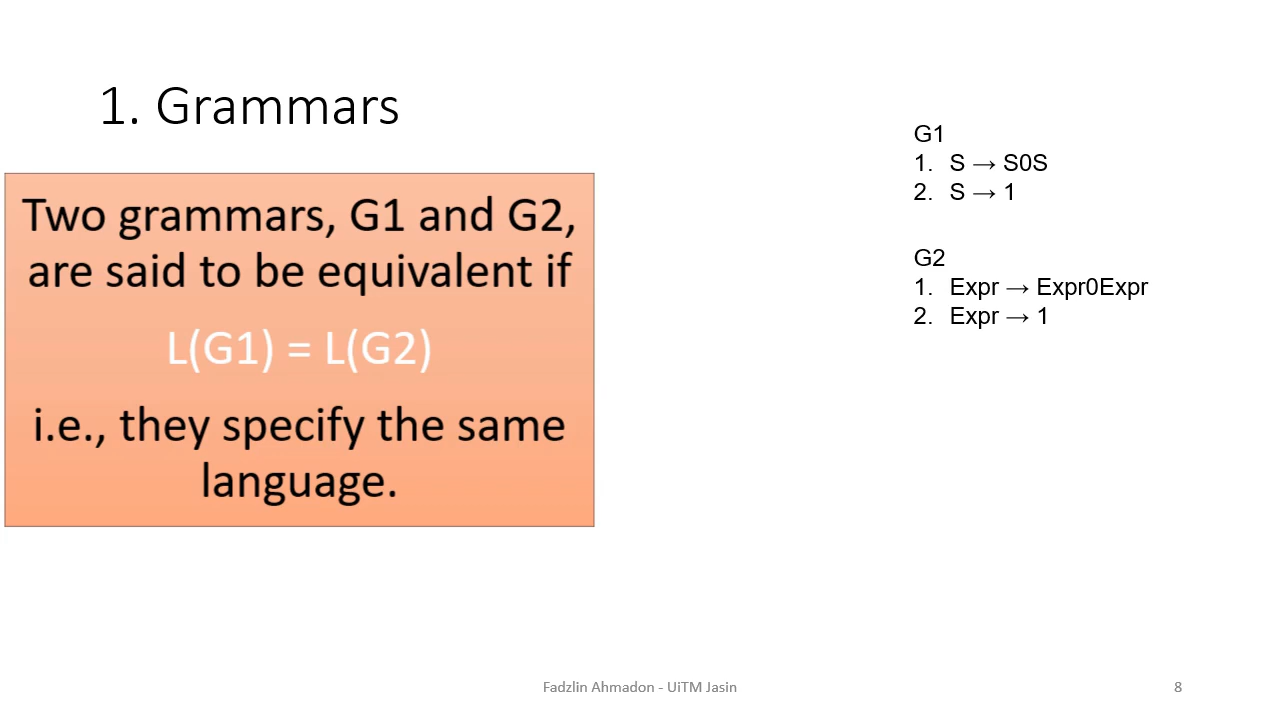 1. Grammars
Two grammars, G1 and G2,
are said to be equivalent if
L(G1) = L(G2)
i.e., they specify the same
language.
G1
1. S → S0S
2. S → 1
G2
1. Expr → Expr0Expr
2. Expr → 1
Fadzlin Ahmadon - UiTM Jasin
8